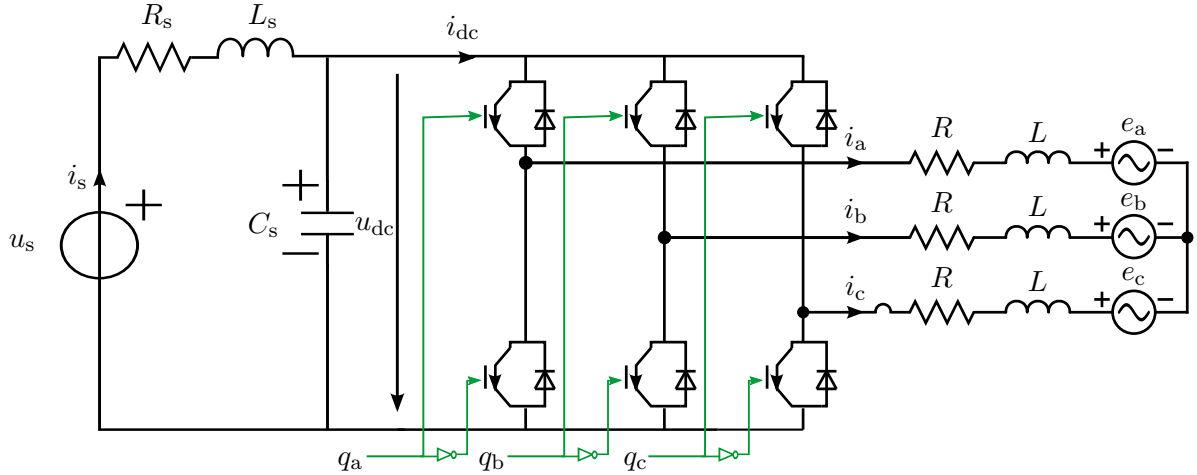 R_s
L_s
i_dc
i_s
+
u_s
+
C_s
u_dc
−
i_a
R
L
+
e_a
−
i_b
R
L
+
e_b
−
i_c
R
L
+
e_c
−
q_a
q_b
q_c